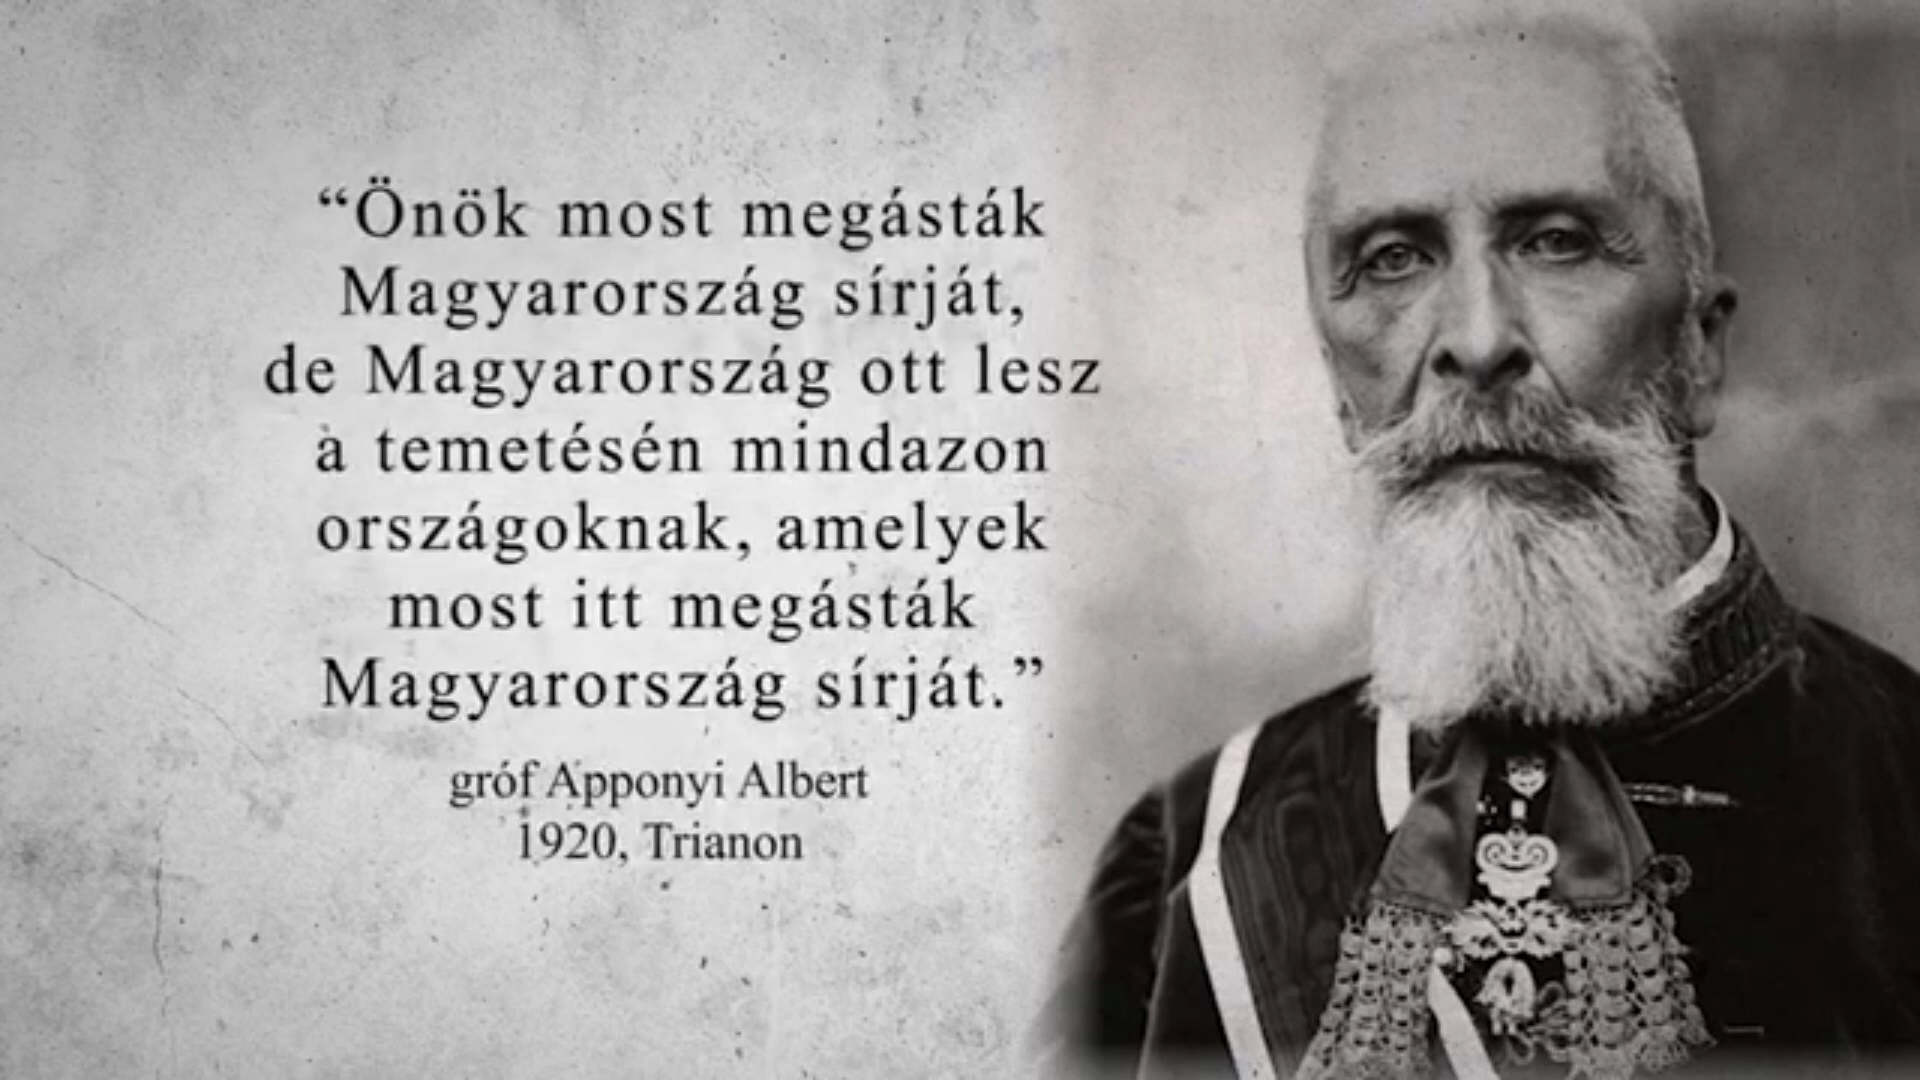 “Önök most megásták
Magyarország sírját,
de Magyarország ott lesz
a temetésén mindazon
országoknak, amelyek
most itt megásták
Magyarország sírját.”
gróf Apponyi Albert
1920, Trianon